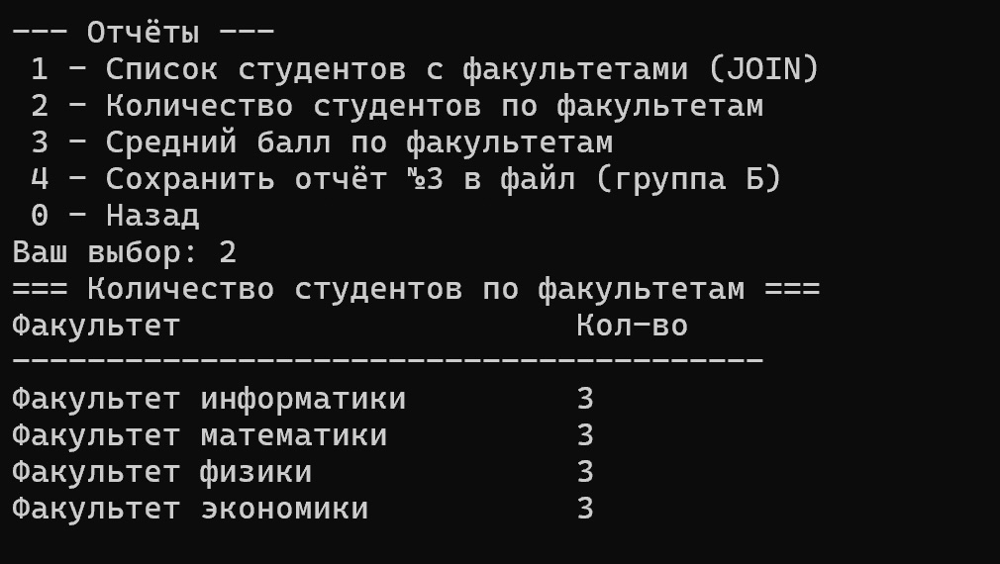 --- Отчёты ---
1 - Список студентов с факультетами (JOIN)
2 - Количество студентов по факультетам
3 - Средний балл по факультетам
4 - Сохранить отчёт №3 в файл (группа Б)
0 - Назад
Ваш выбор: 2
=== Количество студентов по факультетам ===
Факультет                     Кол-во
----------------------------------------
Факультет информатики         3
Факультет математики          3
Факультет физики              3
Факультет экономики           3